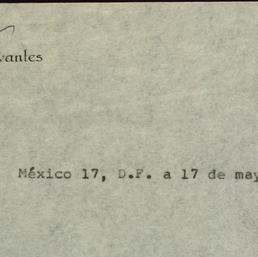 vantes
México 17, D.F. a 17 de may